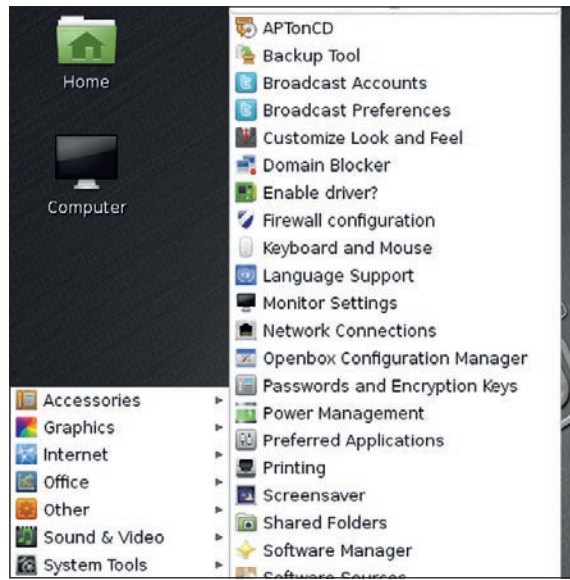 Home
Computer
APTonCD
Backup Tool
Broadcast Accounts
Broadcast Preferences
Customize Look and Feel
Domain Blocker
Enable driver?
Firewall configuration
Keyboard and Mouse
Language Support
Monitor Settings
Network Connections
Openbox Configuration Manager
Passwords and Encryption Keys
Power Management
Preferred Applications
Printing
Screensaver
Shared Folders
Software Manager
Software Sources
Accessories
Graphics
Internet
Office
Other
Sound & Video
System Tools